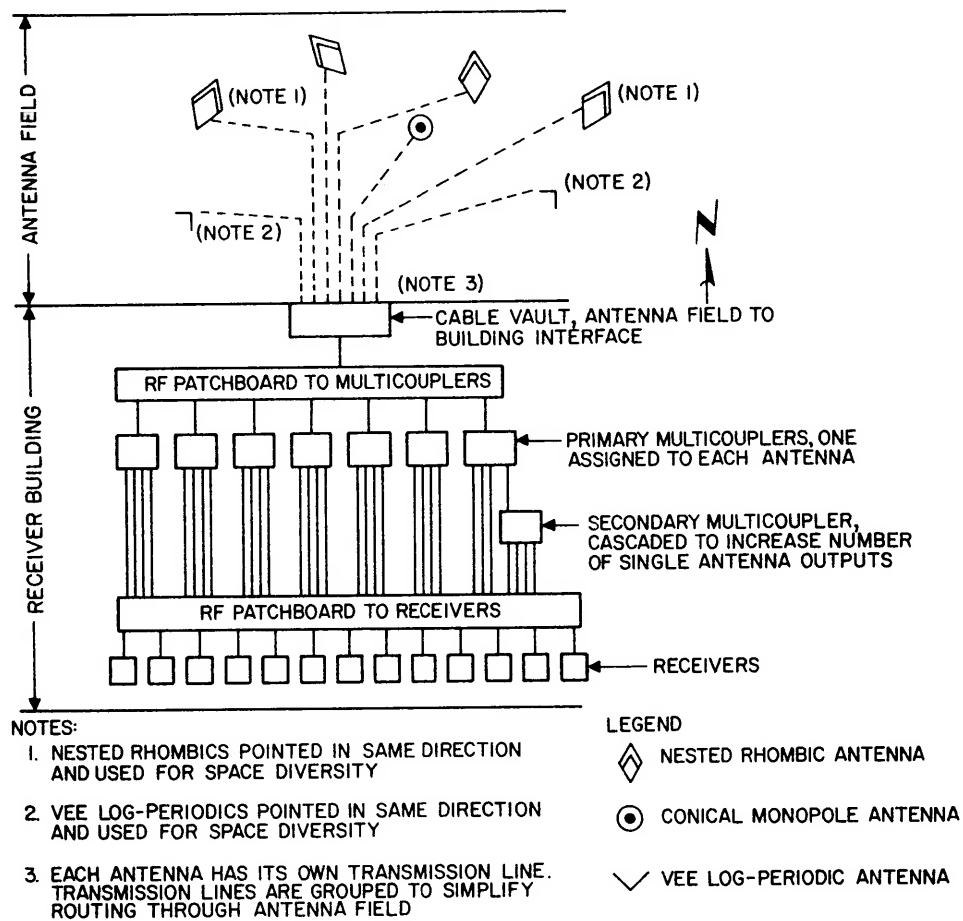 ANTENNA FIELD
(NOTE 1)
(NOTE 1)
(NOTE 2)
(NOTE 2)
N
(NOTE 3)
RECEIVER BUILDING
CABLE VAULT, ANTENNA FIELD TO
BUILDING INTERFACE
RF PATCHBOARD TO MULTICOUPLERS
PRIMARY MULTICOUPLERS, ONE
ASSIGNED TO EACH ANTENNA
SECONDARY MULTICOUPLER,
CASCADED TO INCREASE NUMBER
OF SINGLE ANTENNA OUTPUTS
RF PATCHBOARD TO RECEIVERS
RECEIVERS
NOTES:
1. NESTED RHOMBICS POINTED IN SAME DIRECTION
AND USED FOR SPACE DIVERSITY
2. VEE LOG-PERIODICS POINTED IN SAME DIRECTION
AND USED FOR SPACE DIVERSITY
3. EACH ANTENNA HAS ITS OWN TRANSMISSION LINE.
TRANSMISSION LINES ARE GROUPED TO SIMPLIFY
ROUTING THROUGH ANTENNA FIELD
LEGEND
NESTED RHOMBIC ANTENNA
CONICAL MONOPOLE ANTENNA
VEE LOG-PERIODIC ANTENNA